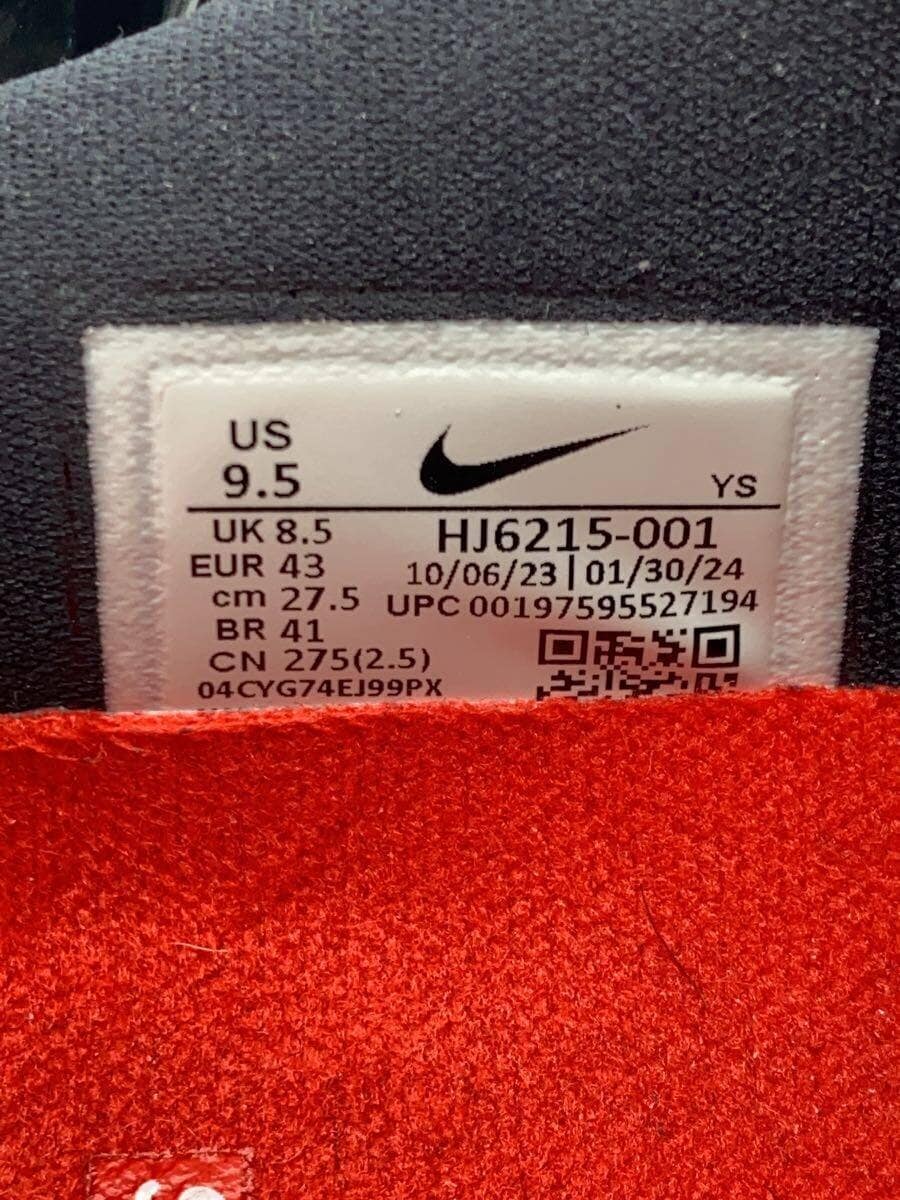 US
9.5
YS
UK 8.5
HJ6215-001
EUR 43
10/06/23 | 01/30/24
cm 27.5
UPC 00197595527194
BR 41
CN 275(2.5)
04CYG74EJ99PX